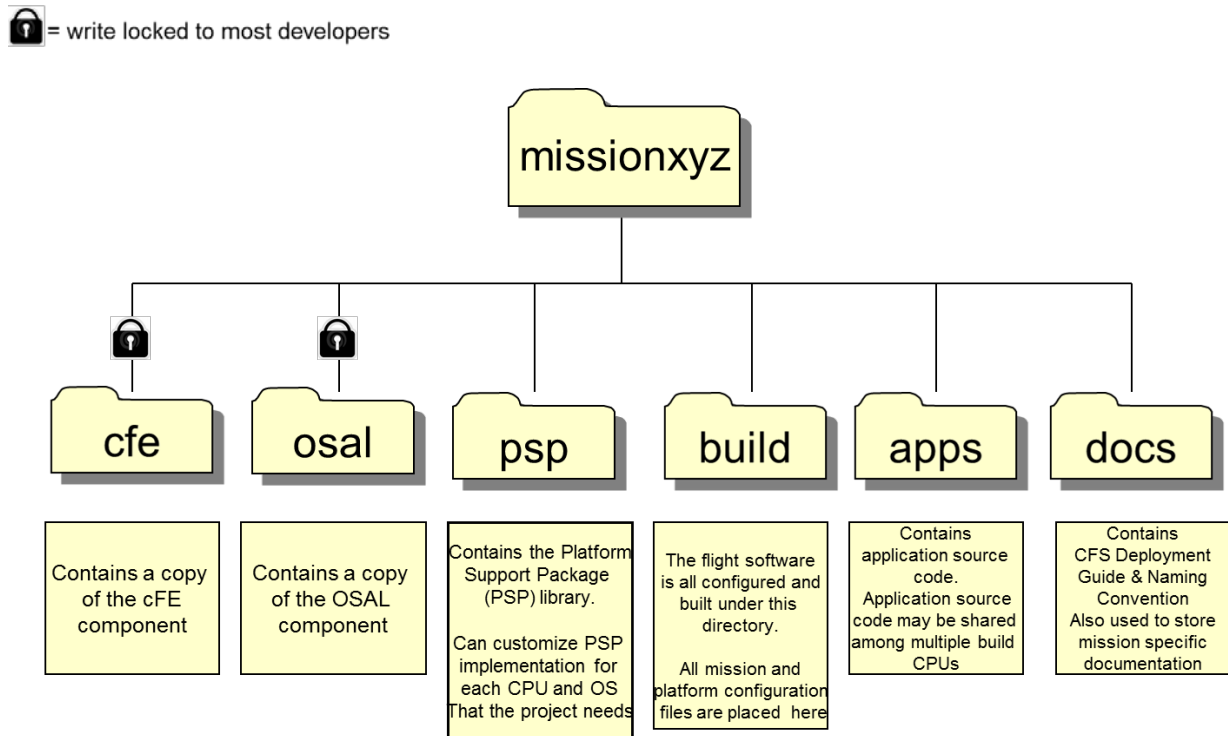 = write locked to most developers
missionxyz
cfe
osal
psp
build
apps
docs
Contains a copy
of the cFE
component
Contains a copy
of the OSAL
component
Contains the Platform
Support Package
(PSP) library.
Can customize PSP
implementation for
each CPU and OS
That the project needs
The flight software
is all configured and
built under this
directory.
All mission and
platform configuration
files are placed here
Contains
application source
code.
Application source
code may be shared
among multiple build
CPUs
Contains
CFS Deployment
Guide & Naming
Convention
Also used to store
mission specific
documentation